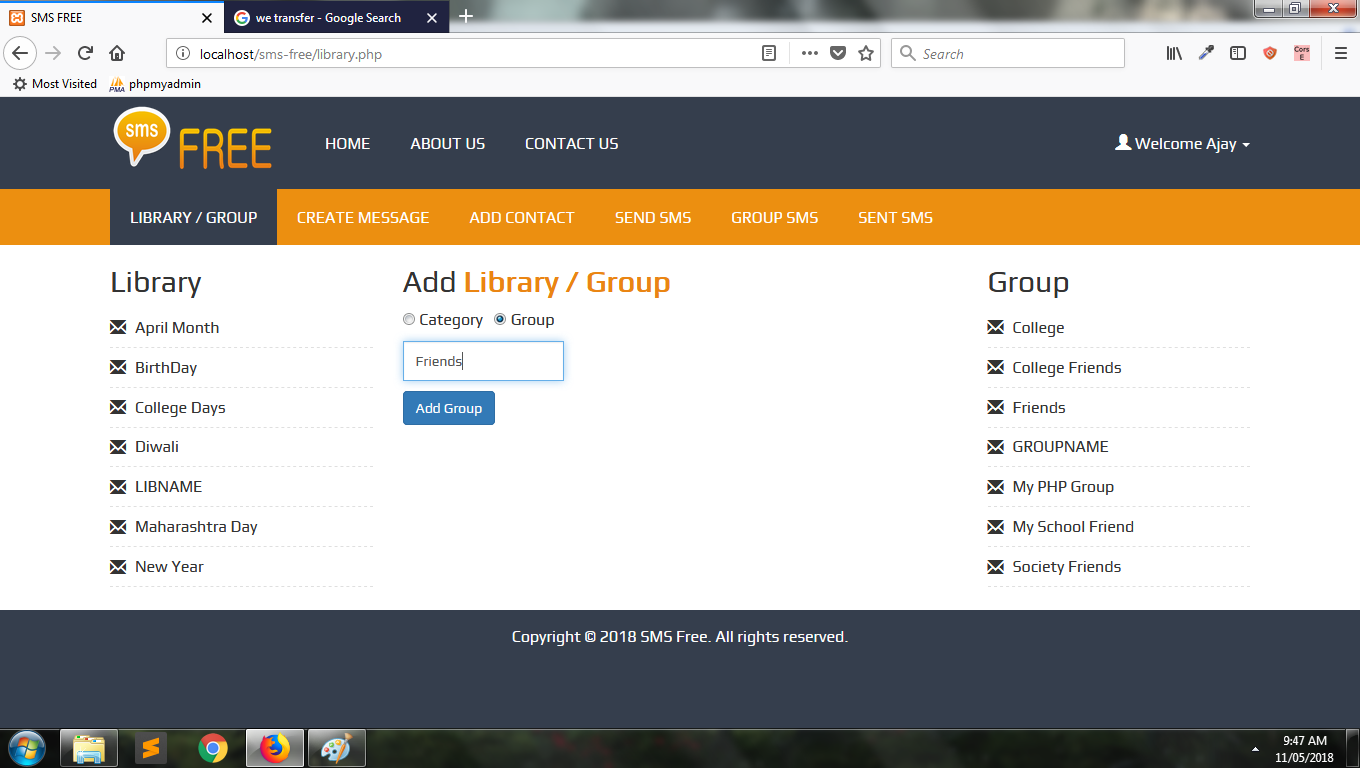 SMS FREE
we transfer - Google Search
localhost/sms-free/library.php
Search
Cors E
Most Visited
PMA phpmyadmin
sms FREE
HOME ABOUT US CONTACT US Welcome Ajay
LIBRARY / GROUP CREATE MESSAGE ADD CONTACT SEND SMS GROUP SMS SENT SMS
Library
April Month
BirthDay
College Days
Diwali
LIBNAME
Maharashtra Day
New Year
Add Library / Group
Category Group
Friends
Add Group
Group
College
College Friends
Friends
GROUPNAME
My PHP Group
My School Friend
Society Friends
Copyright © 2018 SMS Free. All rights reserved.
9:47 AM
11/05/2018